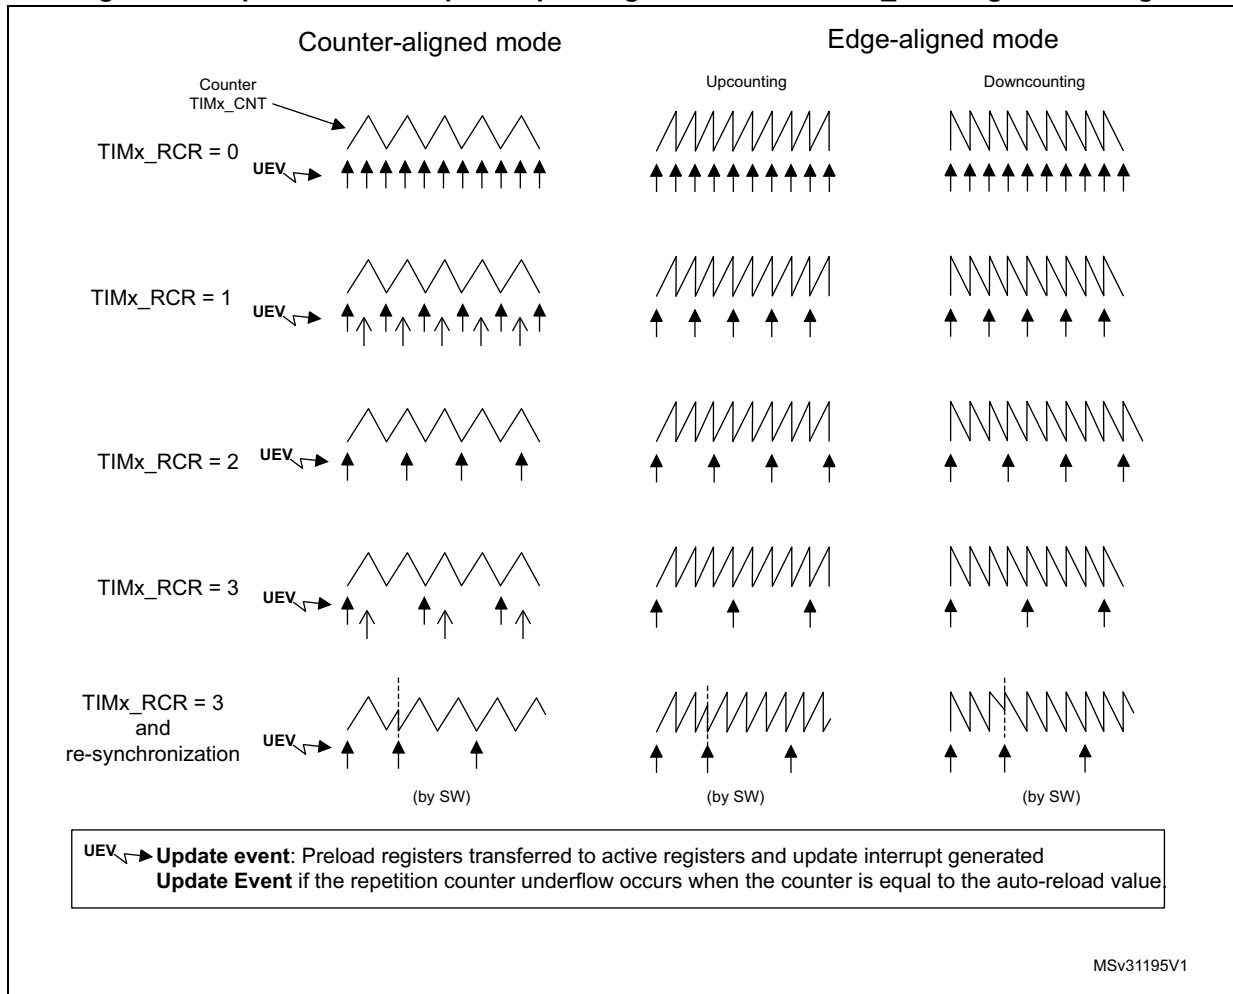 Counter-aligned mode
Edge-aligned mode
Counter
TIMx_CNT
Upcounting
Downcounting
TIMx_RCR = 0
UEV
TIMx_RCR = 1
UEV
TIMx_RCR = 2
UEV
TIMx_RCR = 3
UEV
TIMx_RCR = 3
and
re-synchronization
UEV
(by SW)
(by SW)
(by SW)
UEV Update event: Preload registers transferred to active registers and update interrupt generated
Update Event if the repetition counter underflow occurs when the counter is equal to the auto-reload value.
MSv31195V1